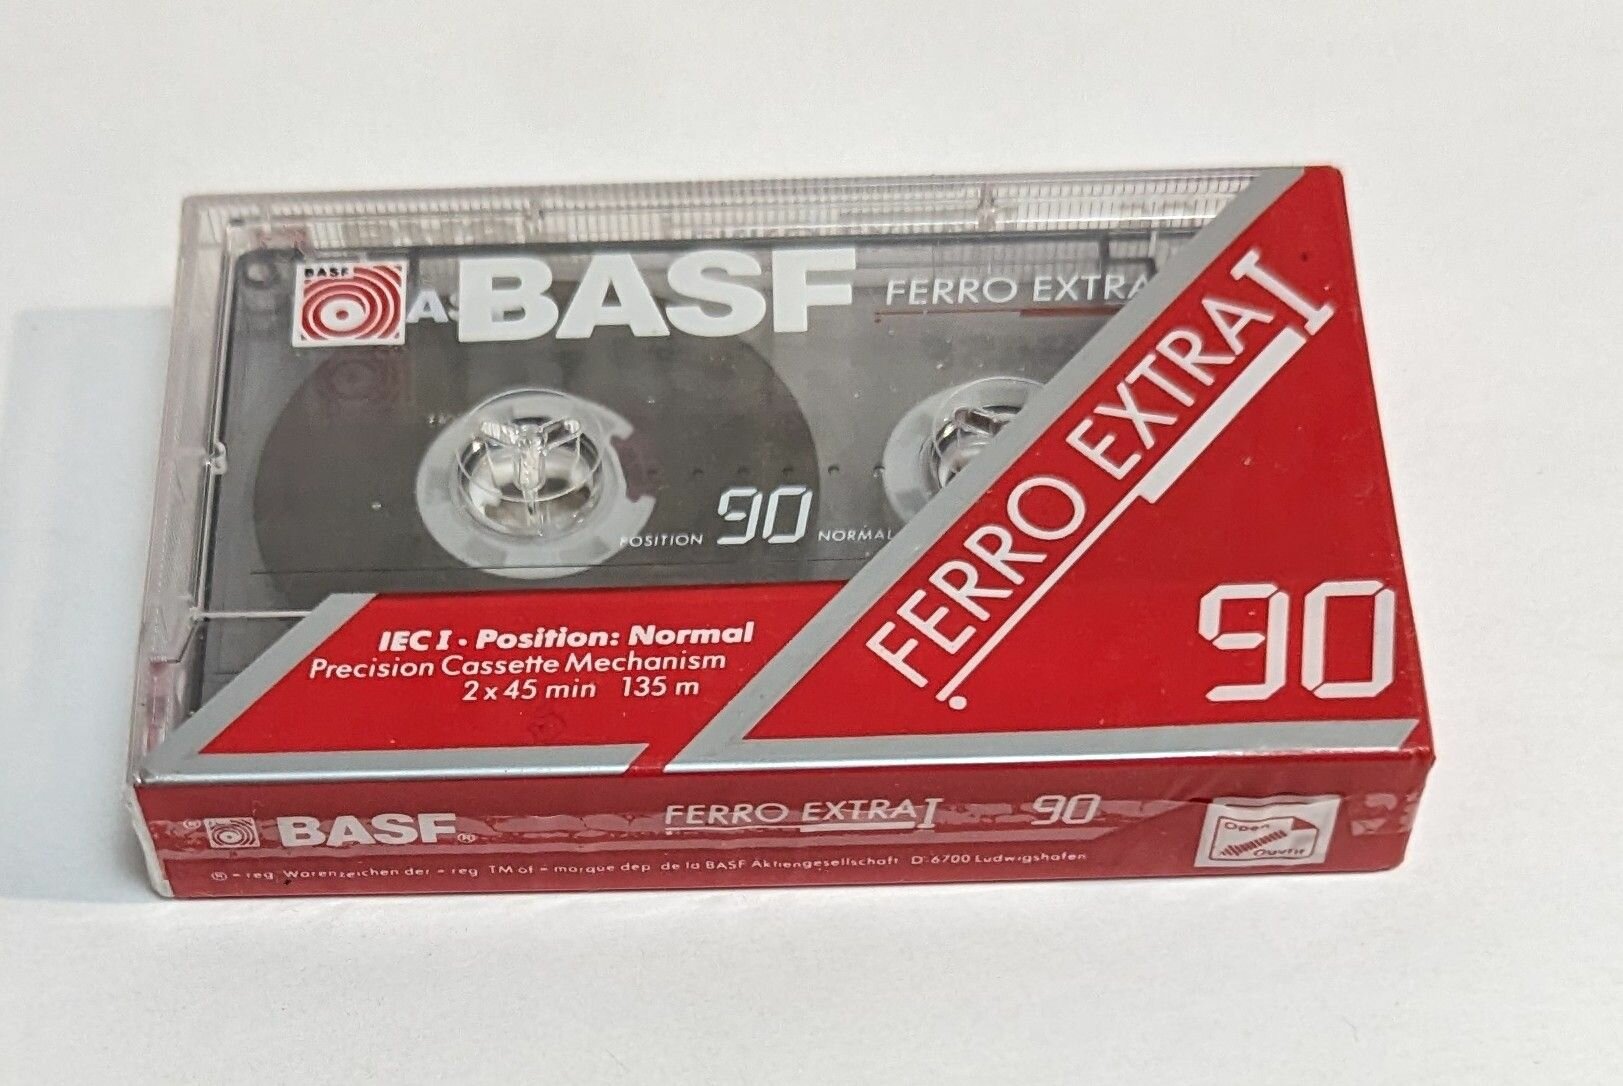 BASF
BASF
FERRO EXTRA
POSITION 90 NORMAL
FERRO EXTRA I
90
IEC I · Position: Normal
Precision Cassette Mechanism
2 x 45 min 135 m
BASF®
FERRO EXTRA I 90
Open
Ouvrir
® = reg. Warenzeichen der = reg. TM of = marque dep. de la BASF Aktiengesellschaft D-6700 Ludwigshafen